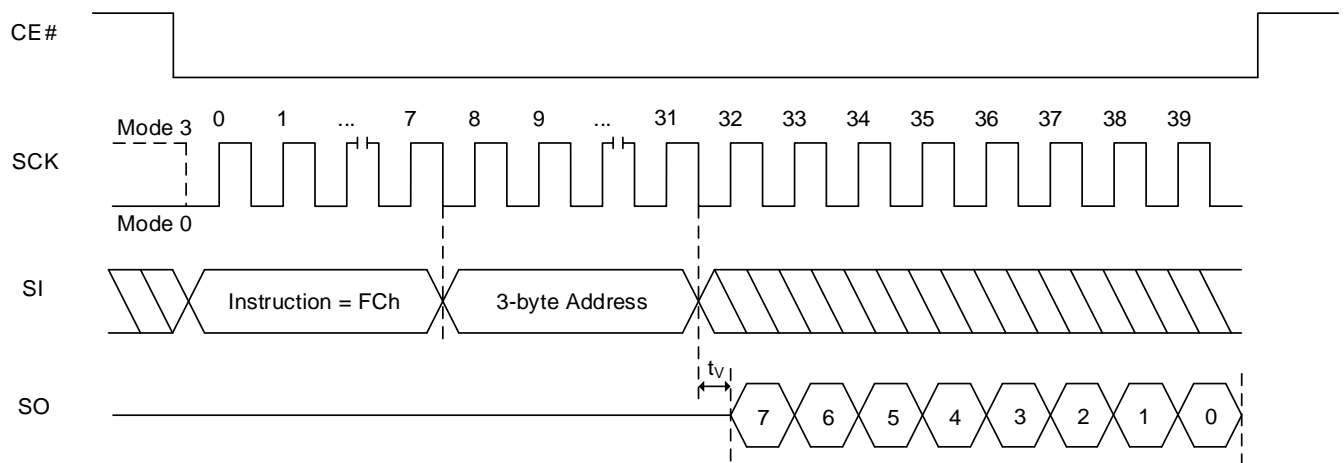 CE#
Mode 3 0 1 ... 7 8 9 ... 31 32 33 34 35 36 37 38 39
SCK
Mode 0
SI Instruction = FCh 3-byte Address
tV
SO 7 6 5 4 3 2 1 0